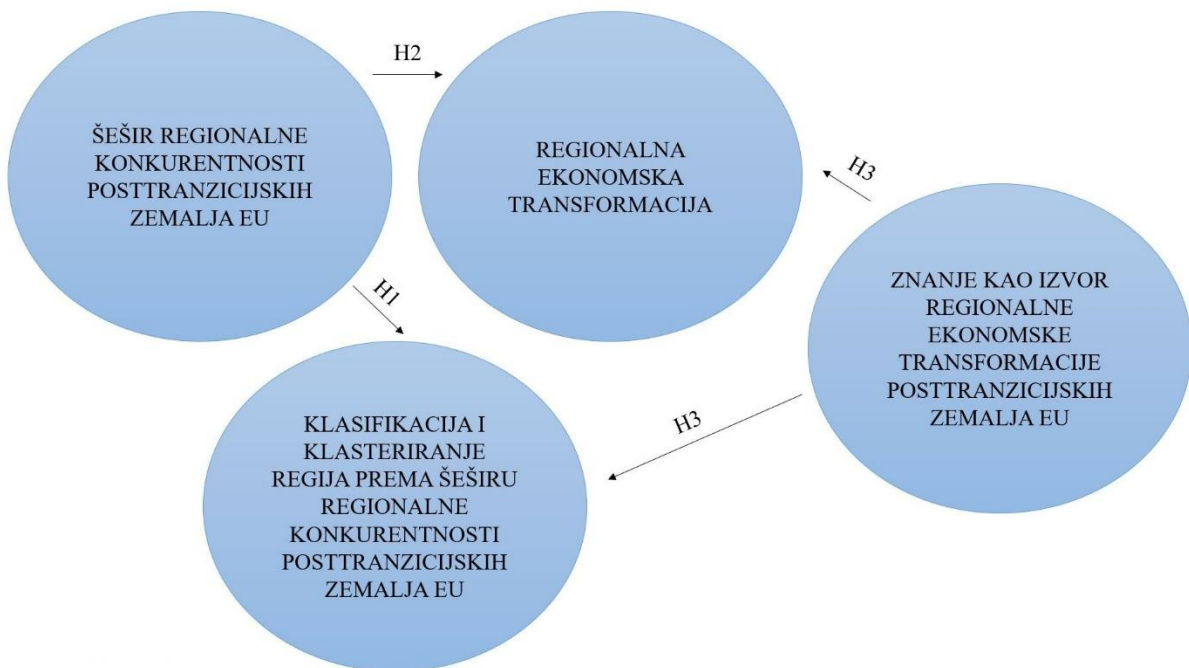 ŠEŠIR REGIONALNE
KONKURENTNOSTI
POSTTRANZICIJSKIH
ZEMALJA EU
H2
REGIONALNA
EKONOMSKA
TRANSFORMACIJA
H3
ZNANJE KAO IZVOR
REGIONALNE
EKONOMSKE
TRANSFORMACIJE
POSTTRANZICIJSKIH
ZEMALJA EU
H1
KLASIFIKACIJA I
KLASTERIRANJE
REGIJA PREMA ŠEŠIRU
REGIONALNE
KONKURENTNOSTI
POSTTRANZICIJSKIH
ZEMALJA EU
H3